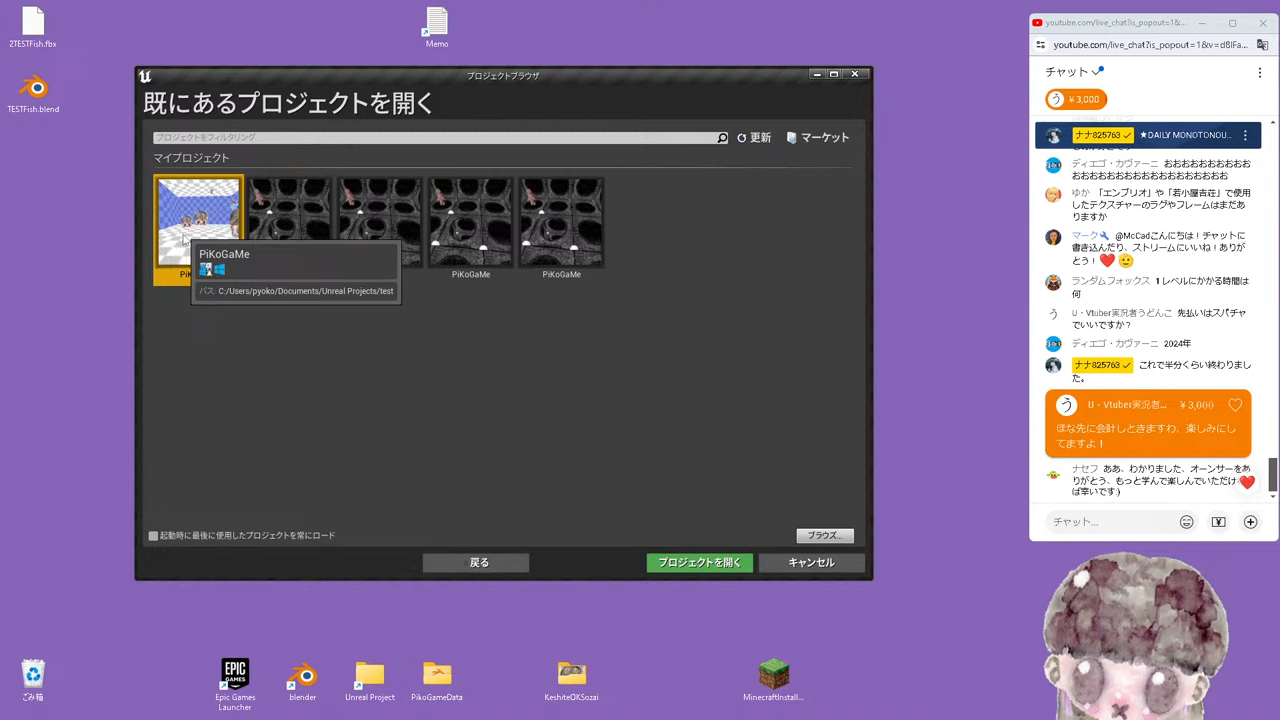 2TESTFish.fbx
TESTFish.blend
Memo
プロジェクトブラウザ
既にあるプロジェクトを開く
プロジェクトをフィルタリング
更新
マーケット
マイプロジェクト
PiKoGaMe
パス: C:/Users/pyoko/Documents/Unreal Projects/test
PiKoGaMe
PiKoGaMe
起動時に最後に使用したプロジェクトを常にロード
ブラウズ...
戻る
プロジェクトを開く
キャンセル
ごみ箱
Epic Games
Launcher
blender
Unreal Project
PikoGameData
KeshiteOKSozai
MinecraftInstall...
youtube.com/live_chat?is_popout=1&...
youtube.com/live_chat?is_popout=1&v=d8lFa...
チャット
う ¥3,000
ナナ825763 ★DAILY MONOTONOU...
ディエゴ・カヴァーニ おおおおおおおおおお
おおおおおおおおおおおおおおおおお
ゆか 「エンブリオ」や「若小屋吉荘」で使用
したテクスチャーのラグやフレームはまだあ
りますか
マーク @McCadこんにちは！チャットに
書き込んだり、ストリームにいいね！ありが
とう！
ランダムフォックス 1 レベルにかかる時間は
何
う U・Vtuber実況者うどんこ 先払いはスパチャ
でいいですか？
ディエゴ・カヴァーニ 2024年
ナナ825763 これで半分くらい終わりまし
た。
う U・Vtuber実況者... ¥3,000
ほな先に会計しときますわ、楽しみにし
てますよ！
ナセフ ああ、わかりました、オーンサーをあ
りがとう、もっと学んで楽しんでいただけ
ば幸いです:)
チャット...